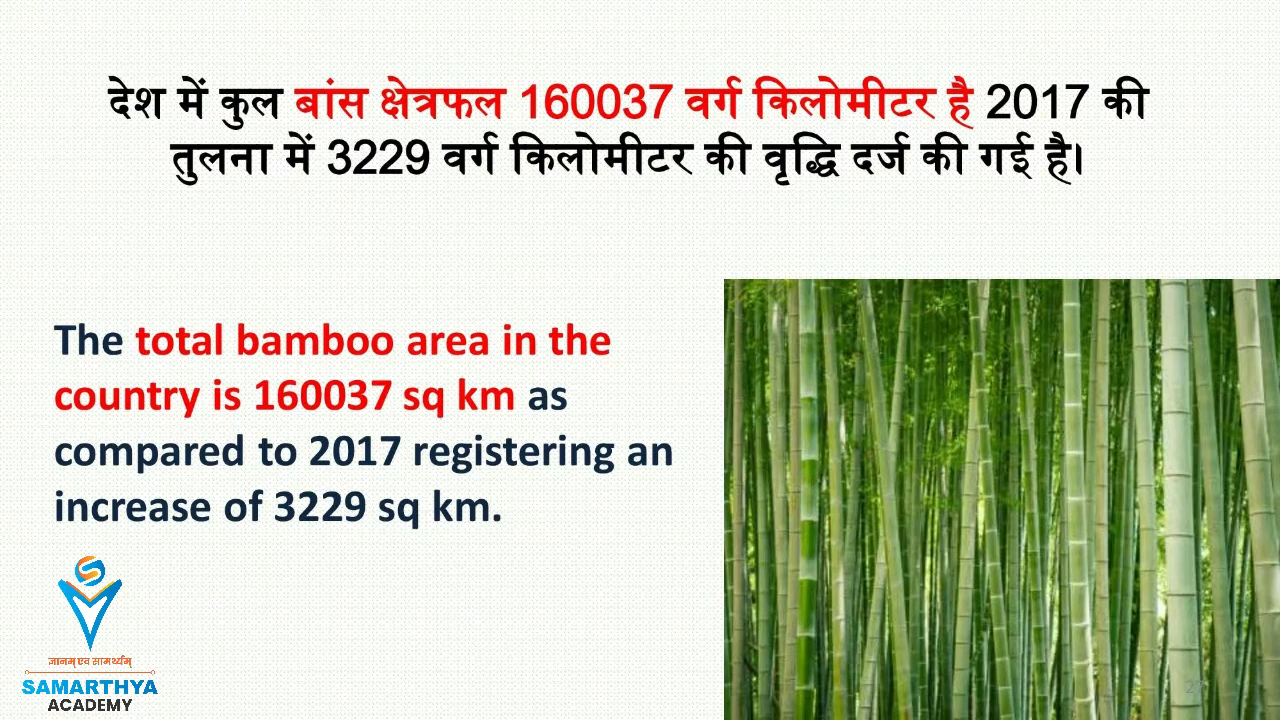 देश में कुल बांस क्षेत्रफल 160037 वर्ग किलोमीटर है 2017 की
तुलना में 3229 वर्ग किलोमीटर की वृद्धि दर्ज की गई है।
The total bamboo area in the
country is 160037 sq km as
compared to 2017 registering an
increase of 3229 sq km.
ज्ञानम् एव सामर्थ्यम्
SAMARTHYA
ACADEMY
27